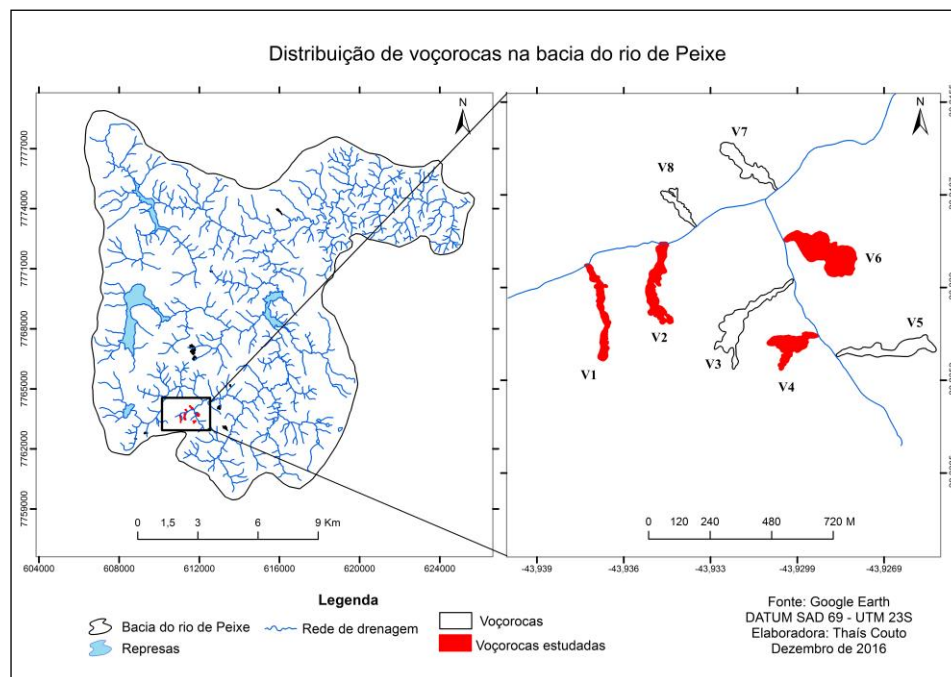 Distribuição de voçorocas na bacia do rio de Peixe
N
7777000
7774000
7771000
7768000
7765000
7762000
7759000
0 1,5 3 6 9 Km
604000 608000 612000 616000 620000 624000
N
V7
V8
V6
V2
V5
V1
V3
V4
0 120 240 480 720 M
-43,939 -43,936 -43,933 -43,9299 -43,9269
Legenda
Bacia do rio de Peixe
Rede de drenagem
Represas
Voçorocas
Voçorocas estudadas
Fonte: Google Earth
DATUM SAD 69 - UTM 23S
Elaboradora: Thaís Couto
Dezembro de 2016